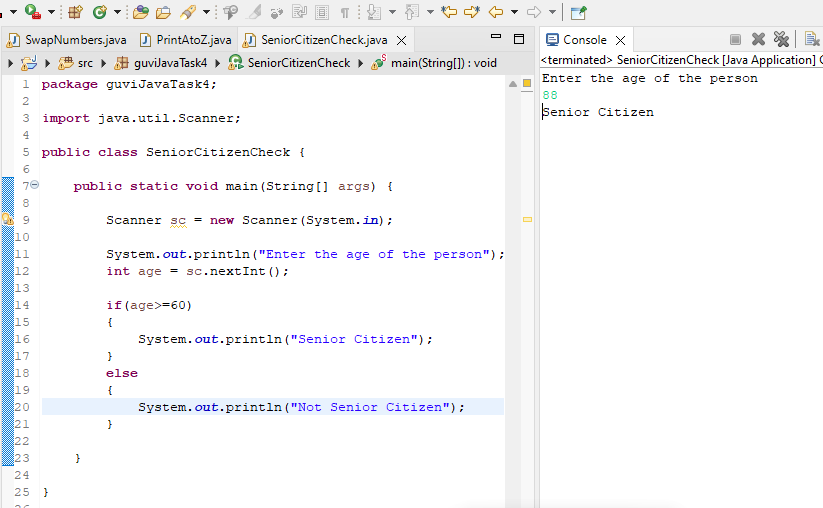 SwapNumbers.java PrintAtoZ.java SeniorCitizenCheck.java
src guviJavaTask4 SeniorCitizenCheck main(String[]) : void
1 package guviJavaTask4;
2
3 import java.util.Scanner;
4
5 public class SeniorCitizenCheck {
6
7 public static void main(String[] args) {
8
9 Scanner sc = new Scanner(System.in);
10
11 System.out.println("Enter the age of the person");
12 int age = sc.nextInt();
13
14 if(age>=60)
15 {
16 System.out.println("Senior Citizen");
17 }
18 else
19 {
20 System.out.println("Not Senior Citizen");
21 }
22
23 }
24
25 }
Console
<terminated> SeniorCitizenCheck [Java Application]
Enter the age of the person
88
Senior Citizen